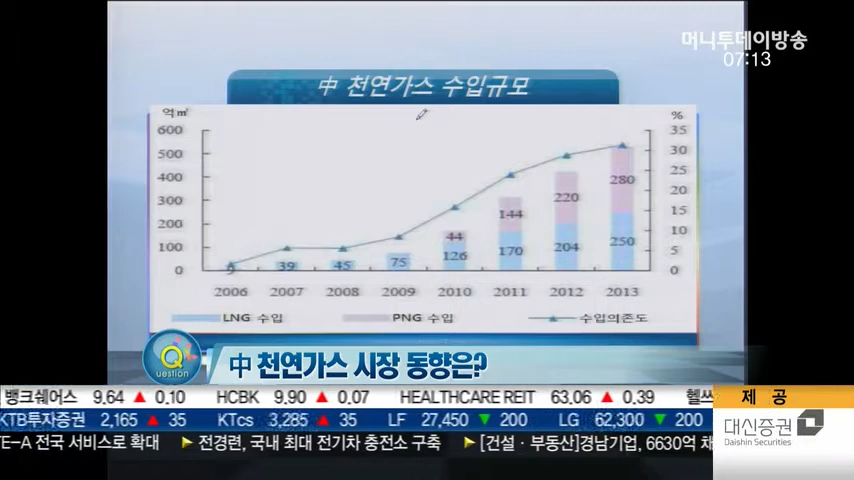 머니투데이방송
07:13
中 천연가스 수입규모
억㎥
%
600
500
400
300
200
100
0
35
30
25
20
15
10
5
0
9
39
45
75
126
44
170
144
204
220
250
280
2006
2007
2008
2009
2010
2011
2012
2013
LNG 수입
PNG 수입
수입의존도
Question
中 천연가스 시장 동향은?
뱅크쉐어스 9,64 ▲ 0,10 HCBK 9,90 ▲ 0,07 HEALTHCARE REIT 63,06 ▲ 0,39 헬쓰
제 공
KTB투자증권 2,165 ▲ 35 KTcs 3,285 ▲ 35 LF 27,450 ▼ 200 LG 62,300 ▼ 200
대신증권
Daishin Securities
TE-A 전국 서비스로 확대 ▶ 전경련, 국내 최대 전기차 충전소 구축 ▶ [건설 · 부동산]경남기업, 6630억 채